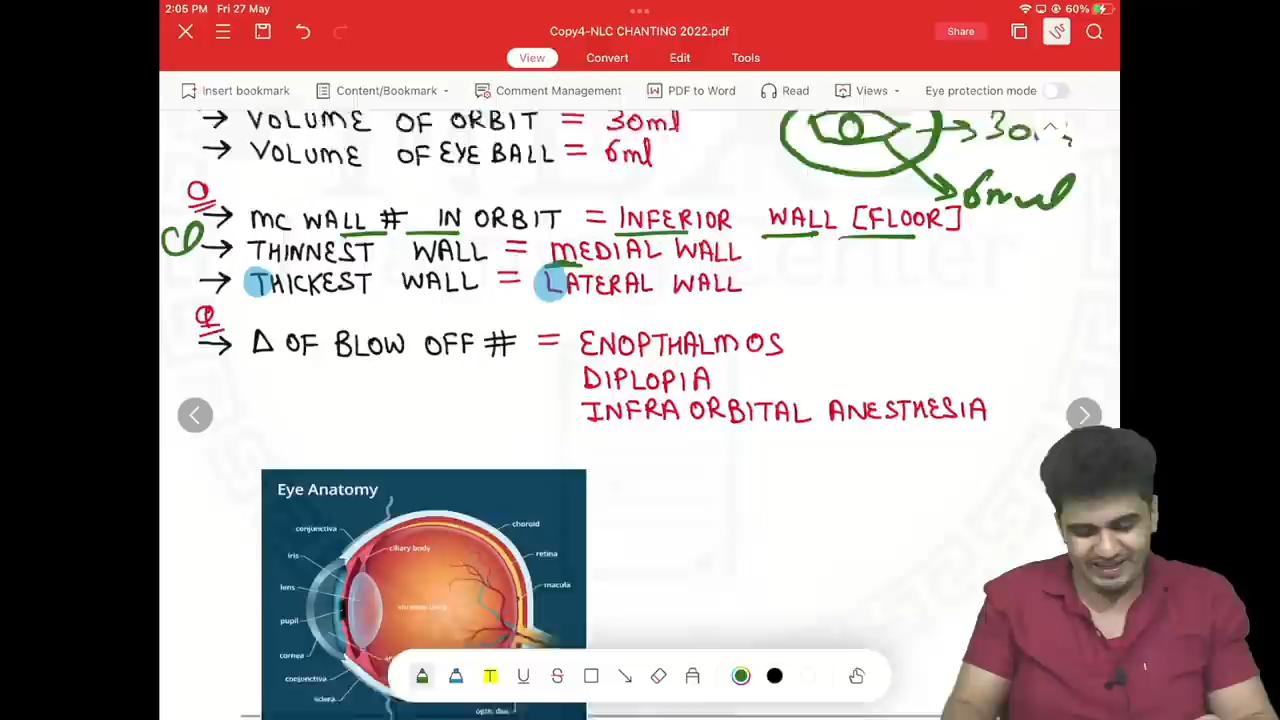 2:05 PM Fri 27 May
60%
Copy4-NLC CHANTING 2022.pdf
Share
View Convert Edit Tools
Insert bookmark Content/Bookmark Comment Management PDF to Word Read Views Eye protection mode
→ VOLUME OF ORBIT = 30ml
→ VOLUME OF EYE BALL = 6ml
→ MC WALL # IN ORBIT = INFERIOR WALL [FLOOR]
→ THINNEST WALL = MEDIAL WALL
→ THICKEST WALL = LATERAL WALL
→ Δ OF BLOW OFF # = ENOPTHALMOS
DIPLOPIA
INFRA ORBITAL ANESTHESIA
Eye Anatomy
conjunctiva
choroid
iris
ciliary body
retina
lens
macula
pupil
cornea
conjunctiva
sclera